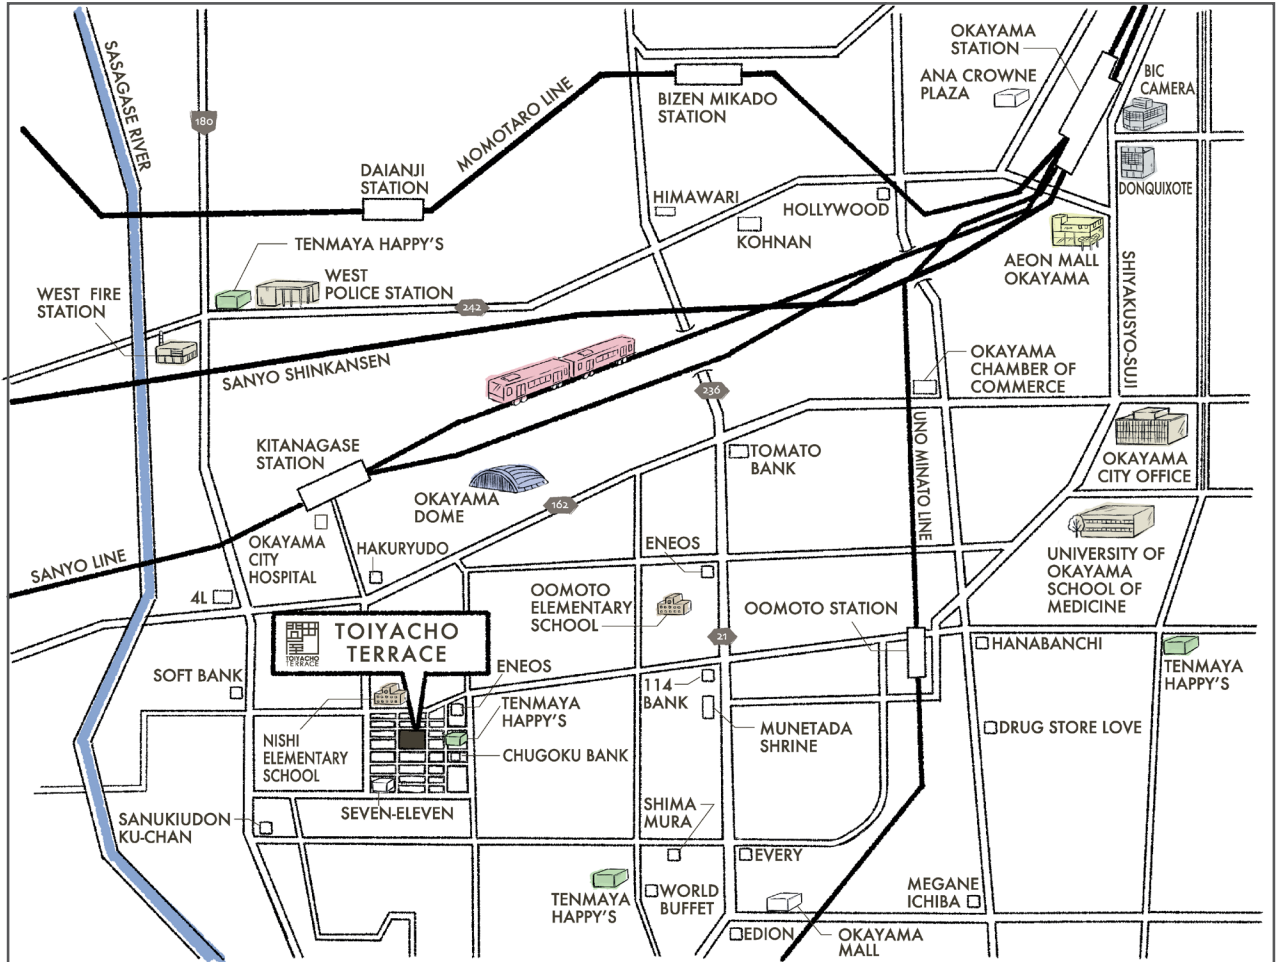 OKAYAMA
STATION
ANA CROWNE
PLAZA
BIC
CAMERA
SASAGASE RIVER
180
MOMOTARO LINE
BIZEN MIKADO
STATION
DAIANJI
STATION
DONQUIXOTE
HIMAWARI
HOLLYWOOD
KOHNAN
TENMAYA HAPPY'S
AEON MALL
OKAYAMA
SHIYAKUSYO-SUJI
WEST
POLICE STATION
WEST FIRE
STATION
242
SANYO SHINKANSEN
OKAYAMA
CHAMBER OF
COMMERCE
236
KITANAGASE
STATION
TOMATO
BANK
UNO MINATO LINE
OKAYAMA
CITY OFFICE
OKAYAMA
DOME
162
OKAYAMA
CITY
HOSPITAL
HAKURYUDO
ENEOS
SANYO LINE
UNIVERSITY OF
OKAYAMA
SCHOOL OF
MEDICINE
4L
OOMOTO
ELEMENTARY
SCHOOL
OOMOTO STATION
21
問屋町
TOIYACHO
TERRACE
TOIYACHO
TERRACE
HANABANCHI
TENMAYA
HAPPY'S
SOFT BANK
ENEOS
114
BANK
TENMAYA
HAPPY'S
MUNETADA
SHRINE
DRUG STORE LOVE
NISHI
ELEMENTARY
SCHOOL
CHUGOKU BANK
SEVEN-ELEVEN
SANUKIUDON
KU-CHAN
SHIMA
MURA
EVERY
TENMAYA
HAPPY'S
WORLD
BUFFET
MEGANE
ICHIBA
EDION
OKAYAMA
MALL